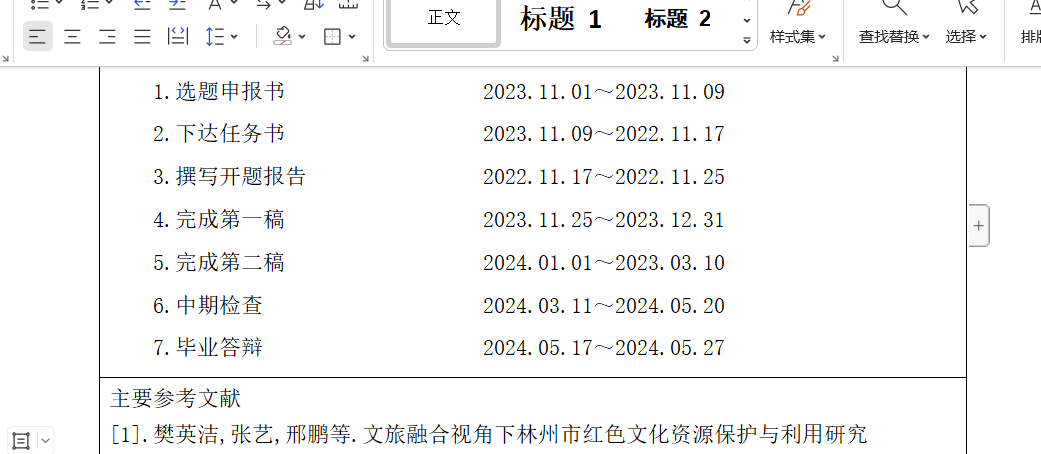 正文 标题 1 标题 2 样式集 查找替换 选择 排版
1.选题申报书 2023.11.01～2023.11.09
2.下达任务书 2023.11.09～2022.11.17
3.撰写开题报告 2022.11.17～2022.11.25
4.完成第一稿 2023.11.25～2023.12.31
5.完成第二稿 2024.01.01～2023.03.10
6.中期检查 2024.03.11～2024.05.20
7.毕业答辩 2024.05.17～2024.05.27
主要参考文献
[1].樊英洁,张艺,邢鹏等.文旅融合视角下林州市红色文化资源保护与利用研究